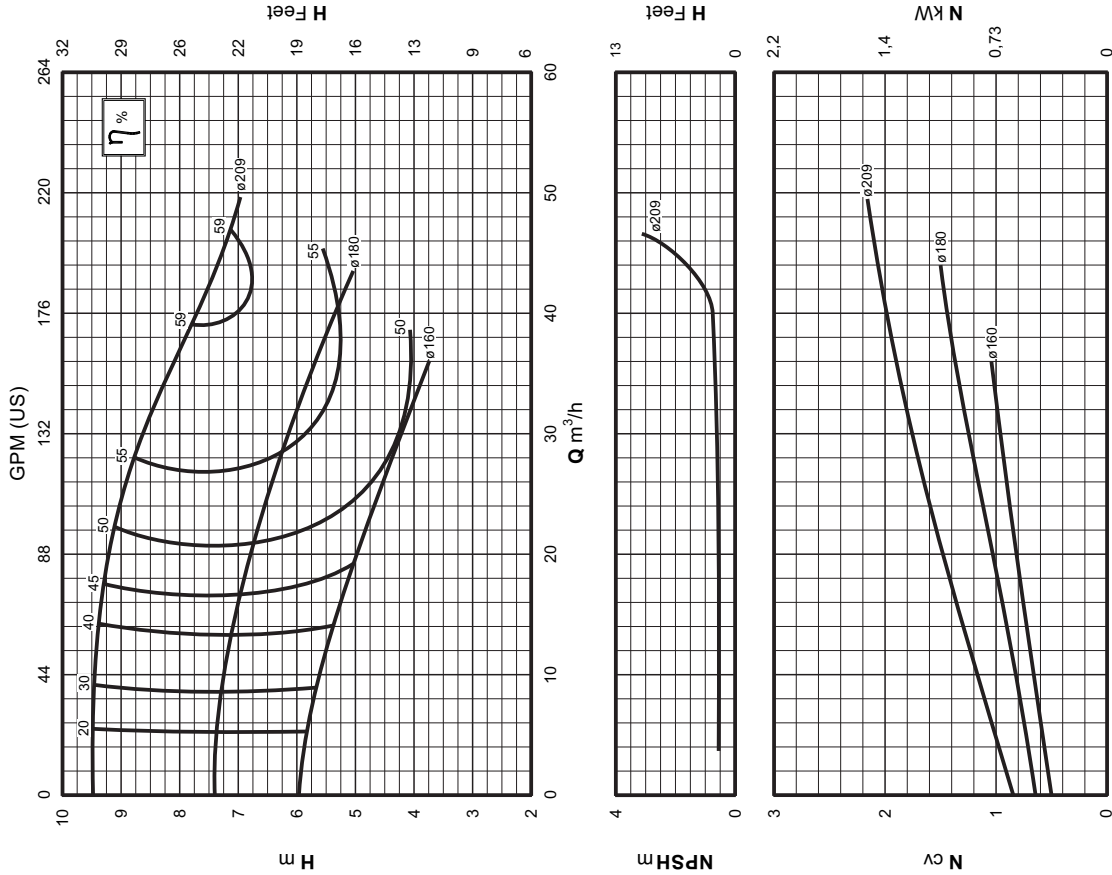 GPM (US)
0 44 88 132 176 220 264
10 9 8 7 6 5 4 3 2
H m
32 28 24 22 19 16 12 9 6
H Feet
η %
20 30 40 45 50 55 59 59 ø209
55 ø180
50 ø160
0 10 20 30 40 50 60
Q m³/h
4 0
NPSH m
13 0
H Feet
ø209
3 2 1 0
N cv
2,2 1,4 0,73 0
N kW
ø209
ø180
ø160